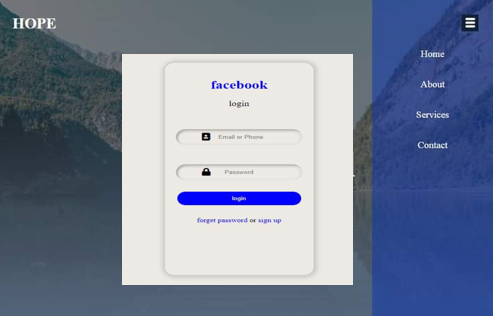 HOPE
Home
About
Services
Contact
facebook
login
Email or Phone
Password
login
forget password or sign up